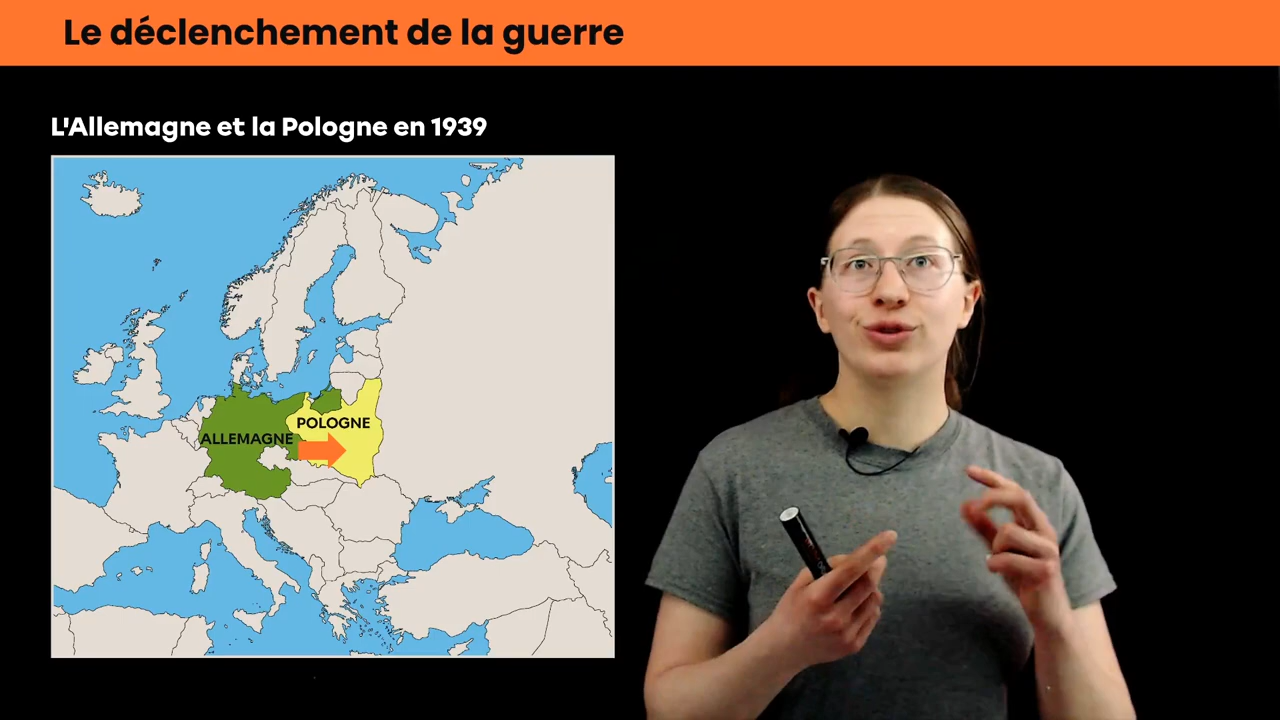 Le déclenchement de la guerre
L'Allemagne et la Pologne en 1939
POLOGNE
ALLEMAGNE